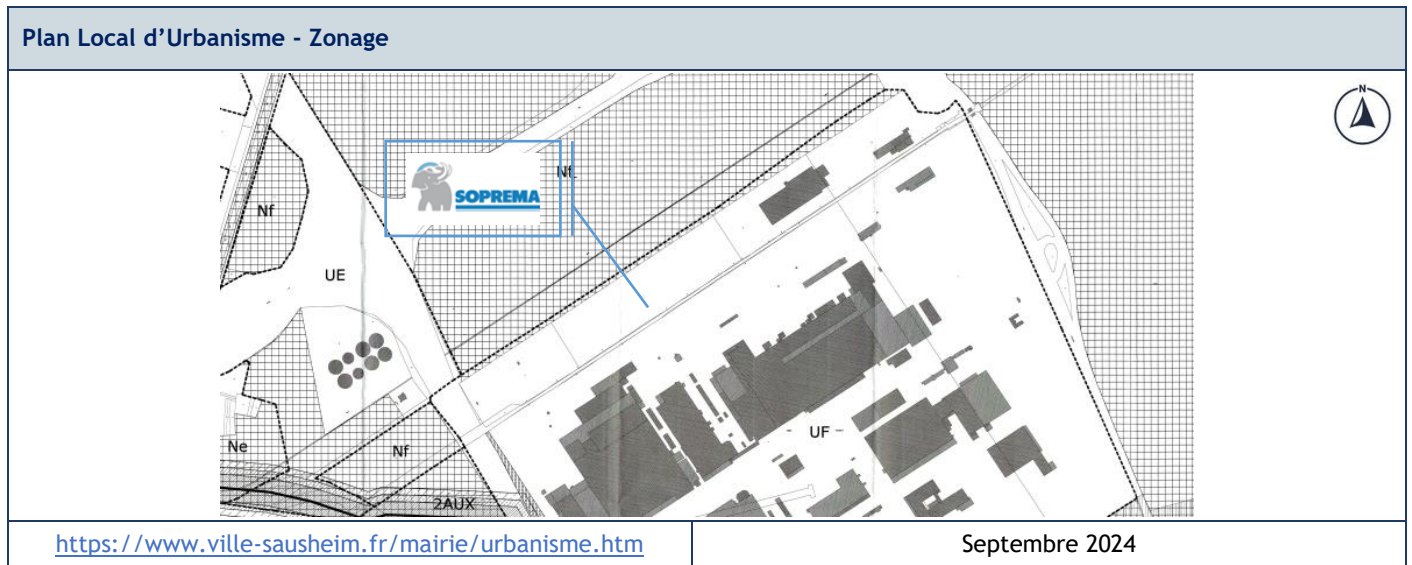 Plan Local d’Urbanisme - Zonage
N
SOPREMA
Nf
Nf
UE
UF
Ne
Nf
2AUX
https://www.ville-sausheim.fr/mairie/urbanisme.htm
Septembre 2024